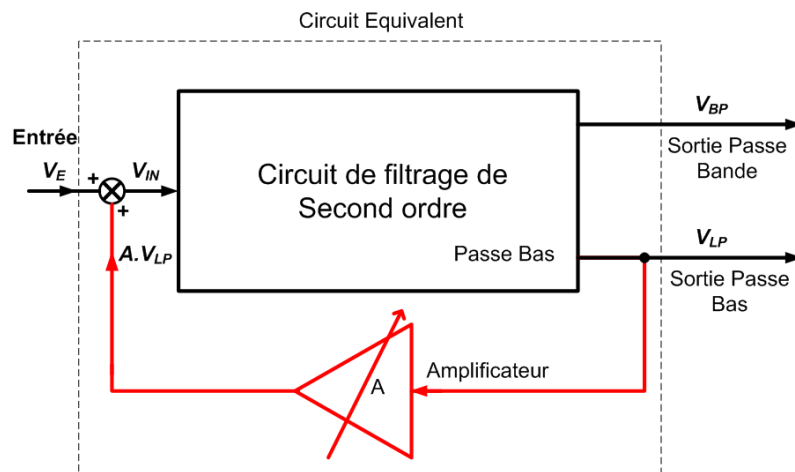 Circuit Equivalent
Entrée
V_E
+
+
V_IN
A.V_LP
Circuit de filtrage de
Second ordre
Passe Bas
V_BP
Sortie Passe
Bande
V_LP
Sortie Passe
Bas
Amplificateur
A